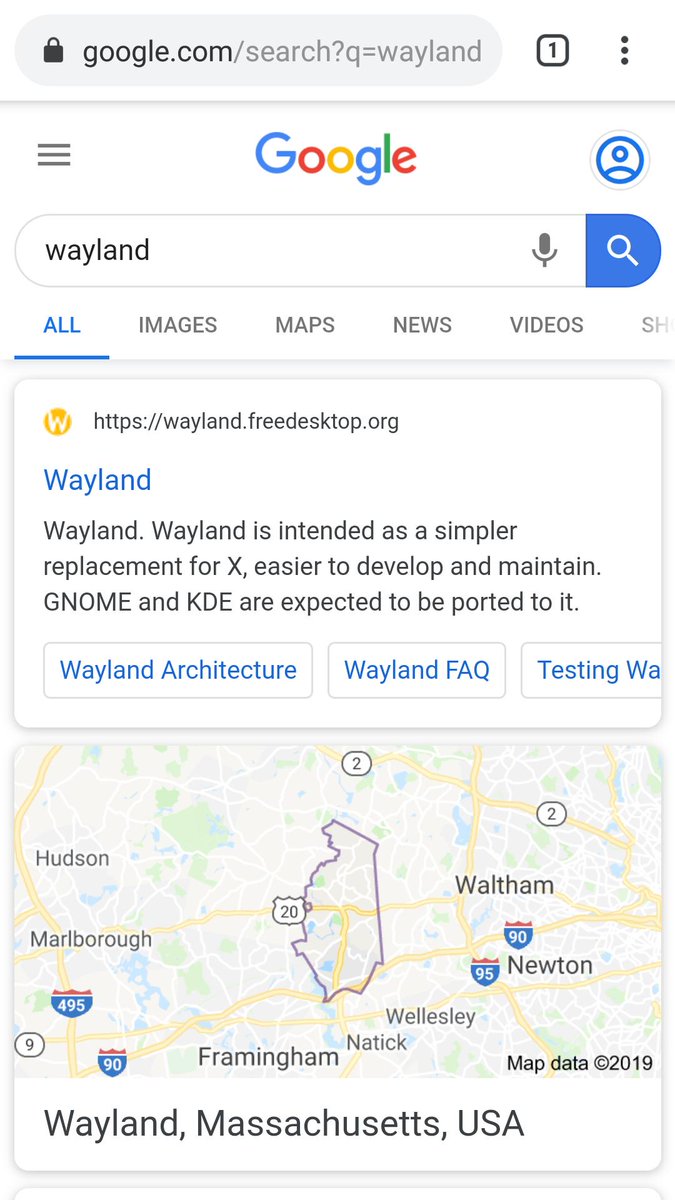 google.com/search?q=wayland
1
Google
wayland
ALL IMAGES MAPS NEWS VIDEOS SH
W
https://wayland.freedesktop.org
Wayland
Wayland. Wayland is intended as a simpler
replacement for X, easier to develop and maintain.
GNOME and KDE are expected to be ported to it.
Wayland Architecture Wayland FAQ Testing Wa
2
2
Hudson
Waltham
20
Marlborough
90
95 Newton
495
Wellesley
9
Natick
90
Framingham
Map data ©2019
Wayland, Massachusetts, USA